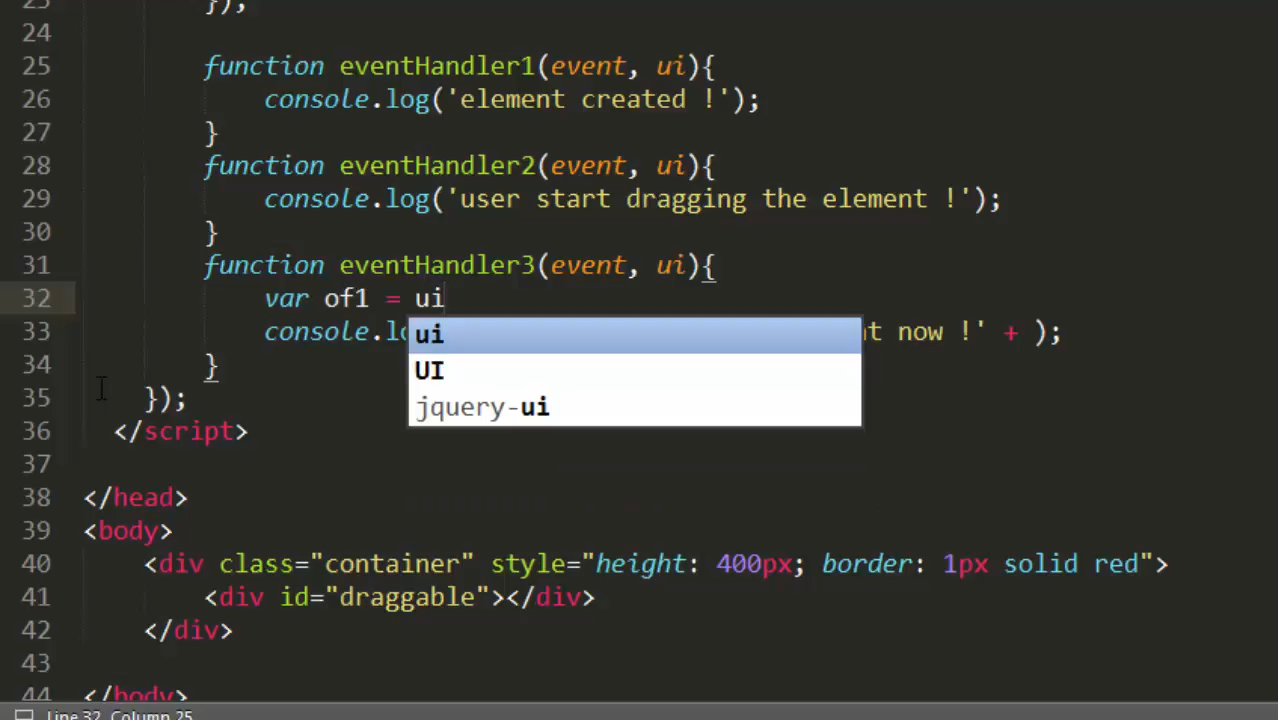 23 });
24
25 function eventHandler1(event, ui){
26 console.log('element created !');
27 }
28 function eventHandler2(event, ui){
29 console.log('user start dragging the element !');
30 }
31 function eventHandler3(event, ui){
32 var of1 = ui
33 console.lo t now !' + );
ui
34 }
UI
35 });
jquery-ui
36 </script>
37
38 </head>
39 <body>
40 <div class="container" style="height: 400px; border: 1px solid red">
41 <div id="draggable"></div>
42 </div>
43
44 </body>
Line 32, Column 25